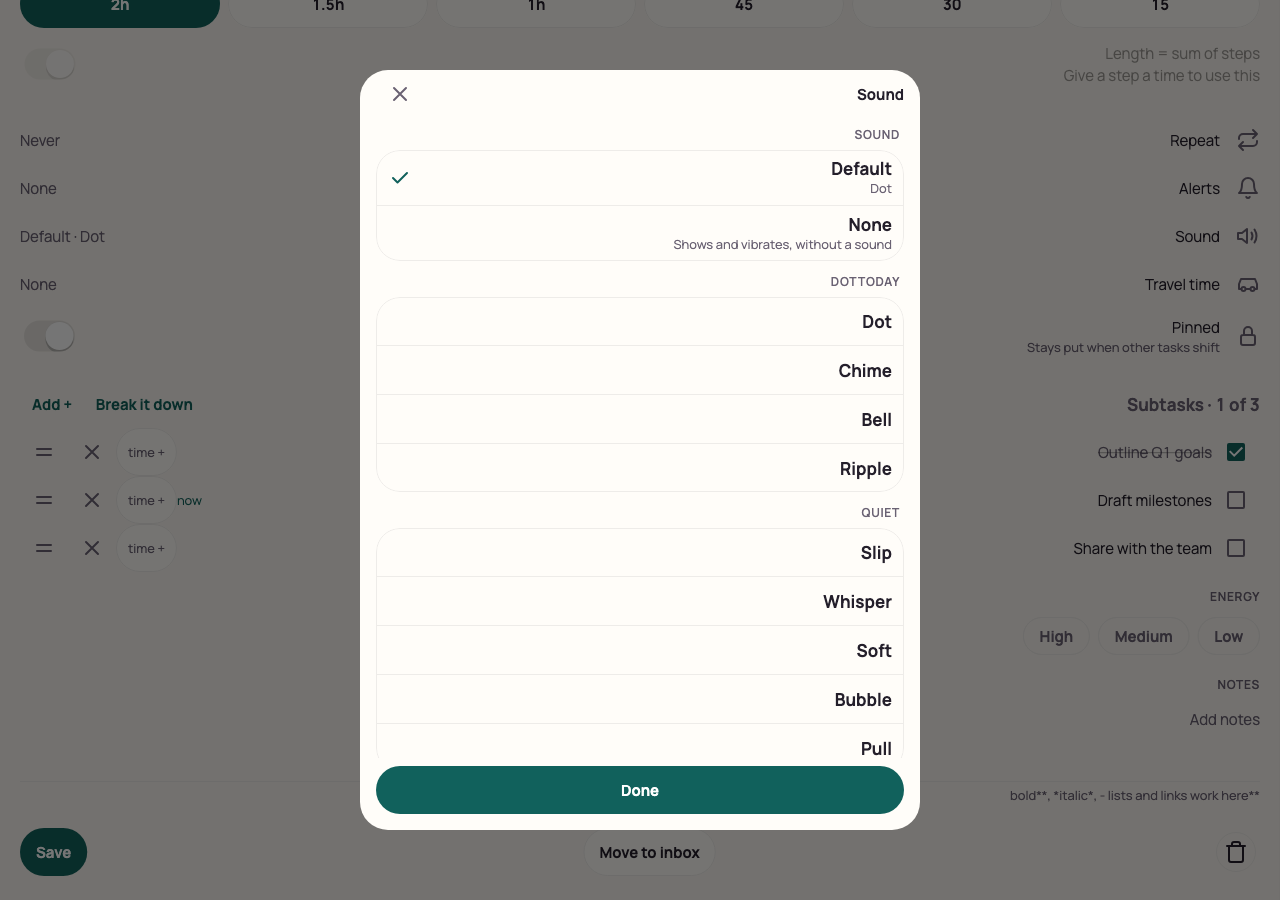 2h
1.5h
1h
45
30
15
Length = sum of steps
Give a step a time to use this
Repeat
Never
Alerts
None
Sound
Default · Dot
Travel time
None
Pinned
Stays put when other tasks shift
Subtasks · 1 of 3
Break it down
Add +
Outline Q1 goals
time +
Draft milestones
now
time +
Share with the team
time +
ENERGY
High
Medium
Low
NOTES
Add notes
bold**, *italic*, - lists and links work here**
Save
Move to inbox
Sound
SOUND
Default
Dot
None
Shows and vibrates, without a sound
DOTTODAY
Dot
Chime
Bell
Ripple
QUIET
Slip
Whisper
Soft
Bubble
Pull
Done